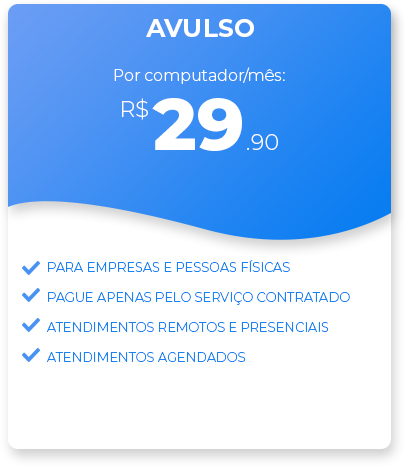 AVULSO
Por computador/mês:
R$ 29.90
PARA EMPRESAS E PESSOAS FÍSICAS
PAGUE APENAS PELO SERVIÇO CONTRATADO
ATENDIMENTOS REMOTOS E PRESENCIAIS
ATENDIMENTOS AGENDADOS